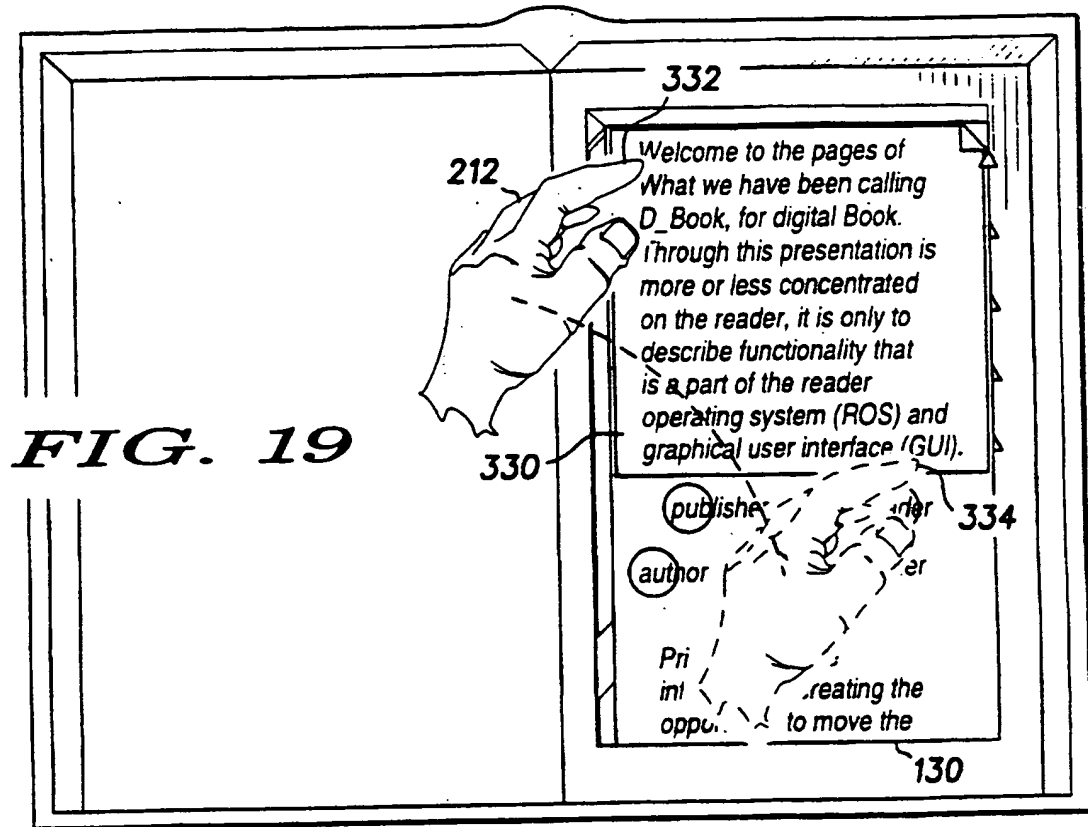 332
212
Welcome to the pages of
What we have been calling
D_Book, for digital Book.
Through this presentation is
more or less concentrated
on the reader, it is only to
describe functionality that
is a part of the reader
operating system (ROS) and
graphical user interface (GUI).
FIG. 19
330
334
publisher
author
to move the
130